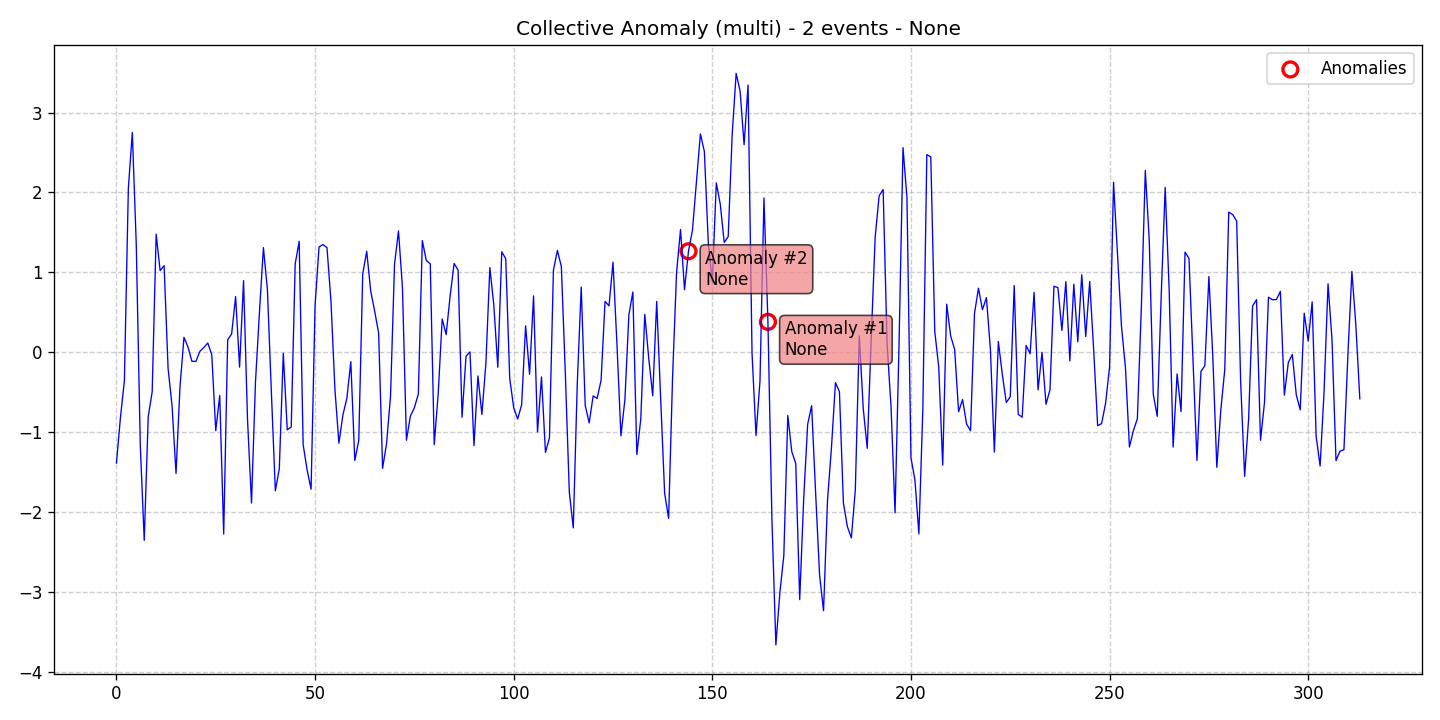 Collective Anomaly (multi) - 2 events - None
Anomalies
Anomaly #2
None
Anomaly #1
None
3
2
1
0
−1
−2
−3
−4
0
50
100
150
200
250
300